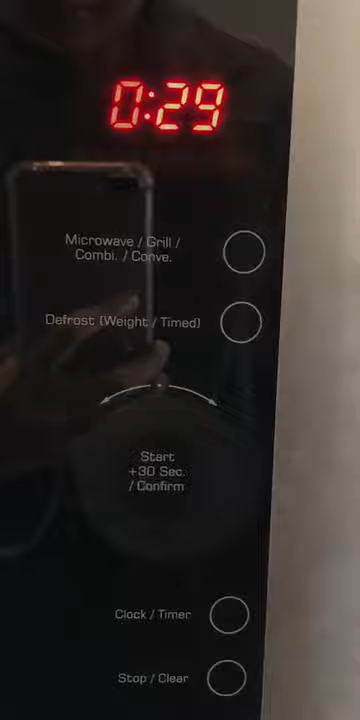 0:29
Microwave / Grill /
Combi. / Conve.
Defrost (Weight / Timed)
Start
+30 Sec.
/ Confirm
Clock / Timer
Stop / Clear